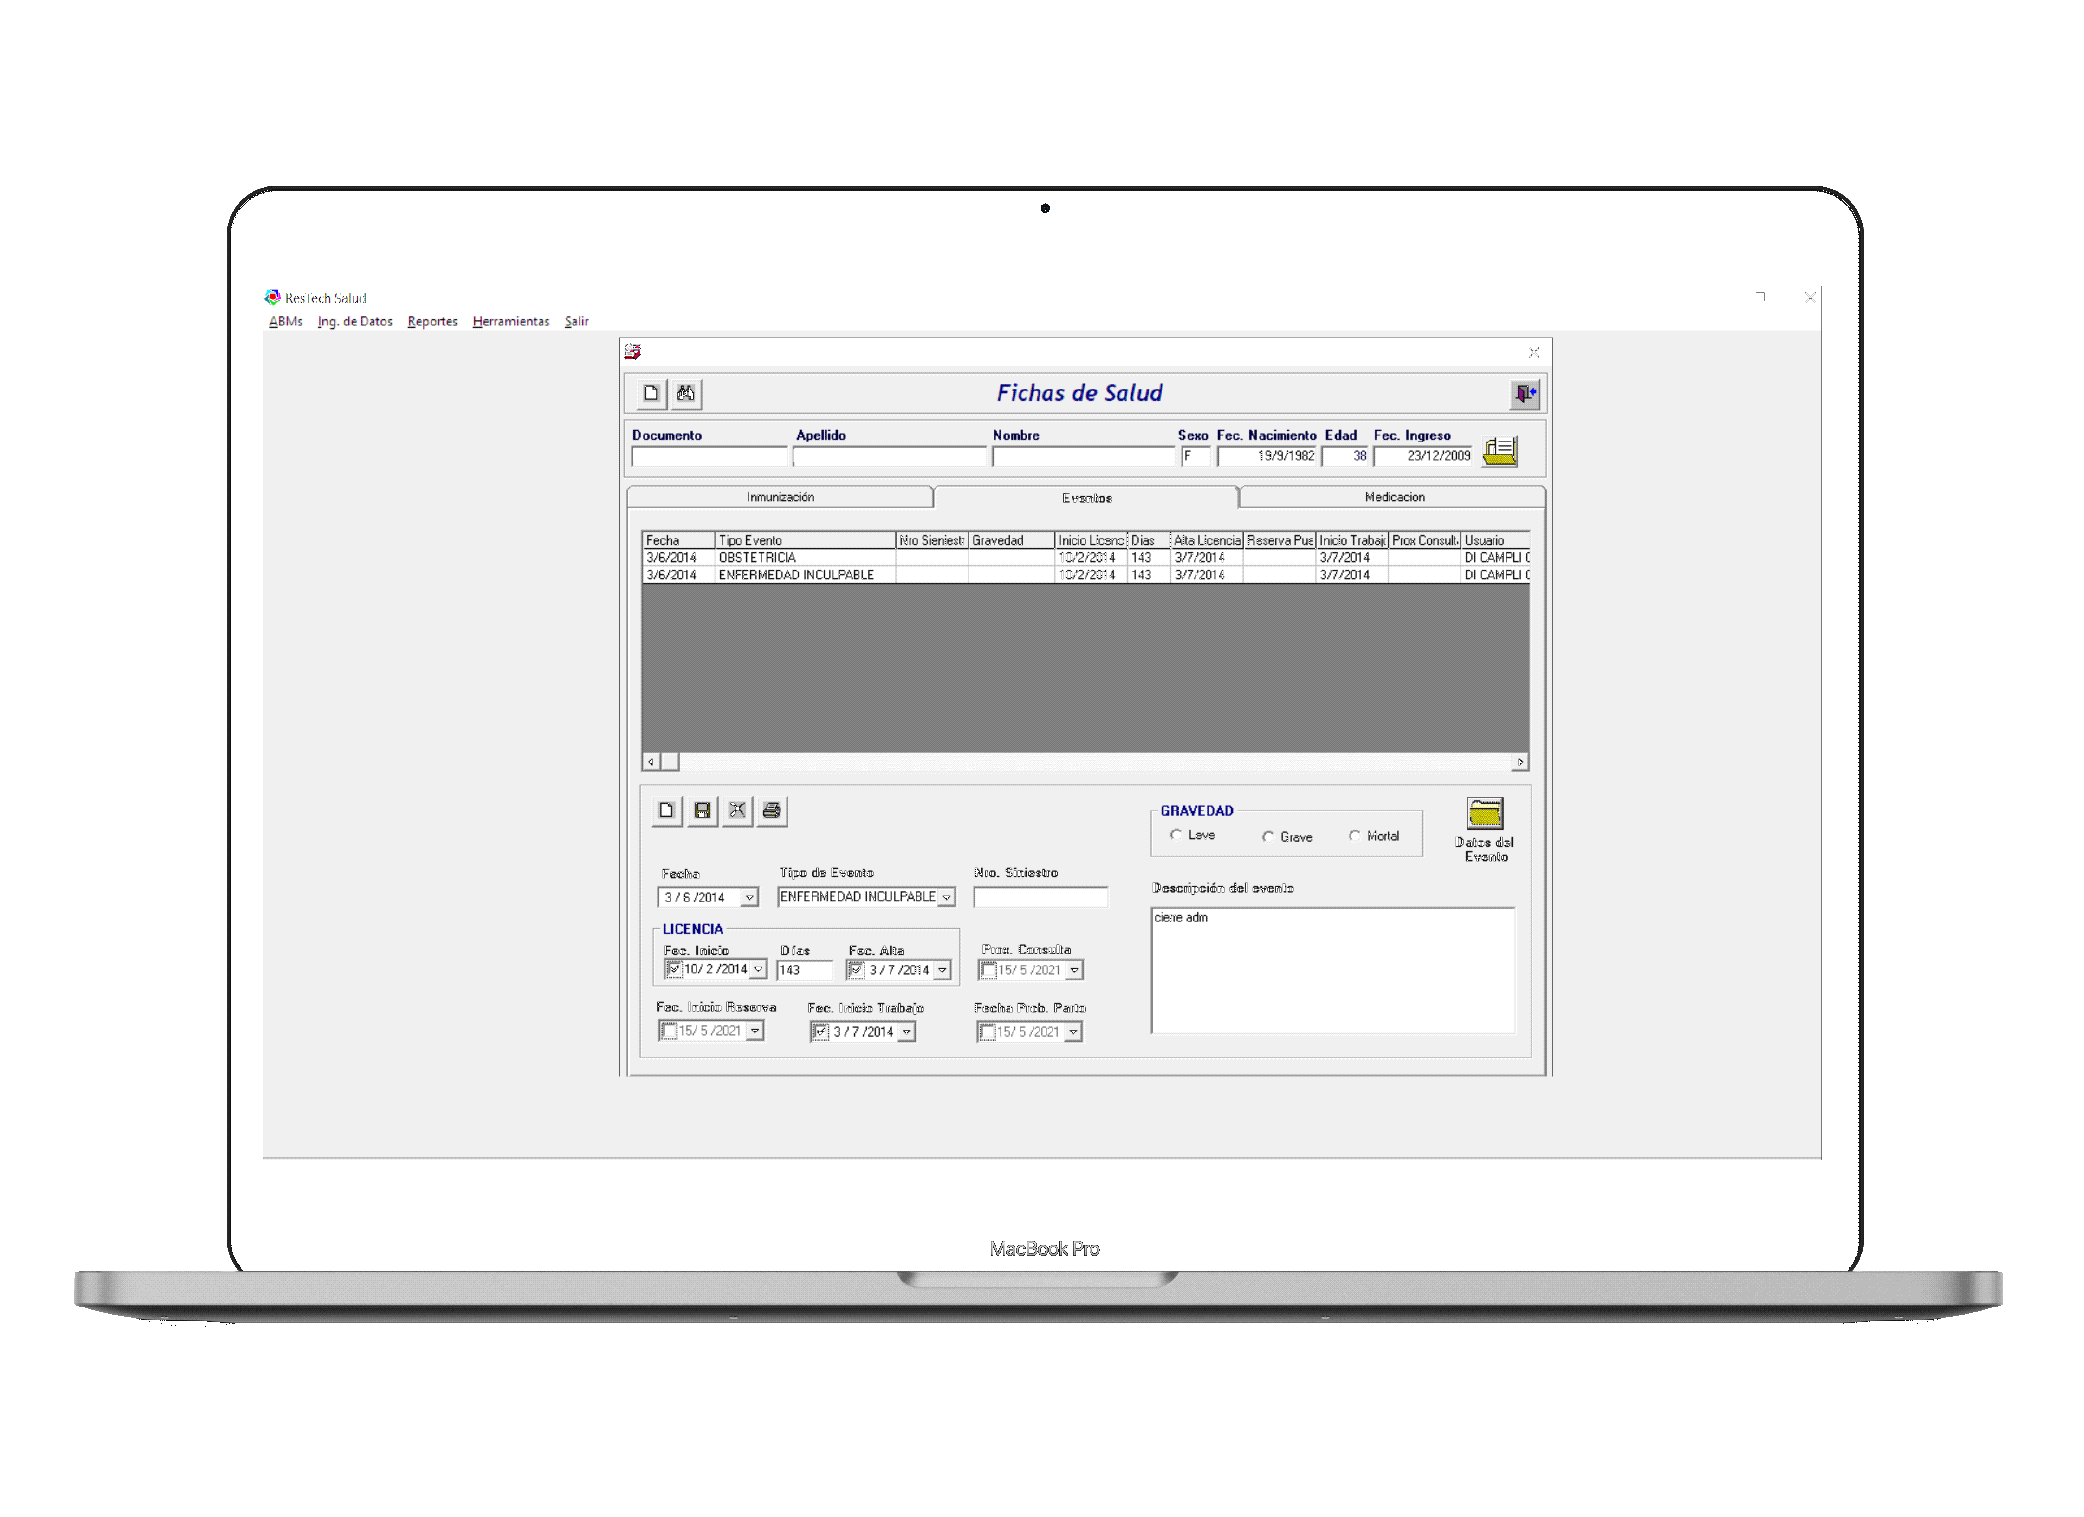 ResTech Salud
ABMs Ing. de Datos Reportes Herramientas Salir
Fichas de Salud
Documento Apellido Nombre Sexo Fec. Nacimiento Edad Fec. Ingreso
F 19/9/1982 38 23/12/2009
Inmunización Eventos Medicacion
Fecha Tipo Evento Nro Siniest Gravedad Inicio Licenc Dias Alta Licencia Reserva Pue Inicio Trabaj Prox Consult Usuario
3/6/2014 OBSTETRICIA 10/2/2014 143 3/7/2014 3/7/2014 DI CAMPLI
3/6/2014 ENFERMEDAD INCULPABLE 10/2/2014 143 3/7/2014 3/7/2014 DI CAMPLI
GRAVEDAD
Leve Grave Mortal
Datos del
Evento
Fecha Tipo de Evento Nro. Siniestro
3 / 6 /2014 ENFERMEDAD INCULPABLE
Descripción del evento
cierre adm
LICENCIA
Fec. Inicio Días Fec. Alta Prox. Consulta
10/ 2 /2014 143 3 / 7 /2014 15/ 5 /2021
Fec. Inicio Reserva Fec. Inicio Trabajo Fecha Prob. Parto
15/ 5 /2021 3 / 7 /2014 15/ 5 /2021
MacBook Pro